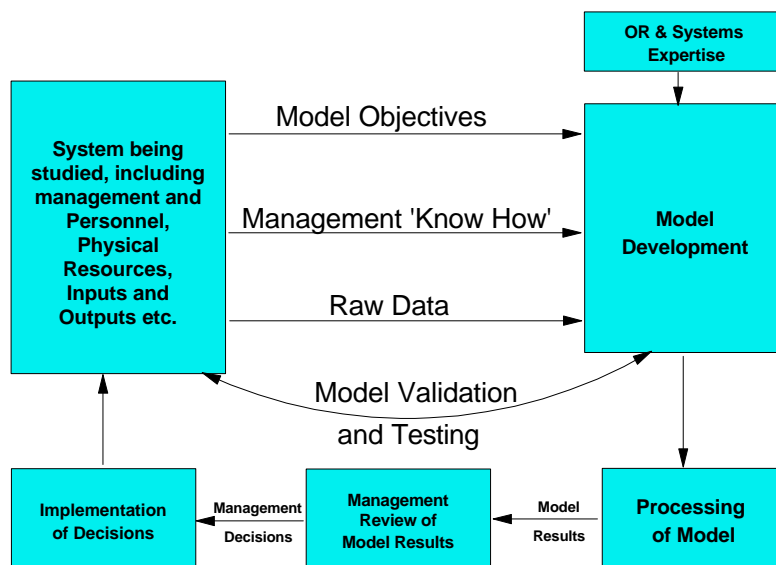 OR & Systems
Expertise
System being
studied, including
management and
Personnel,
Physical
Resources,
Inputs and
Outputs etc.
Model Objectives
Management 'Know How'
Raw Data
Model
Development
Model Validation
and Testing
Implementation
of Decisions
Management
Decisions
Management
Review of
Model Results
Model
Results
Processing
of Model